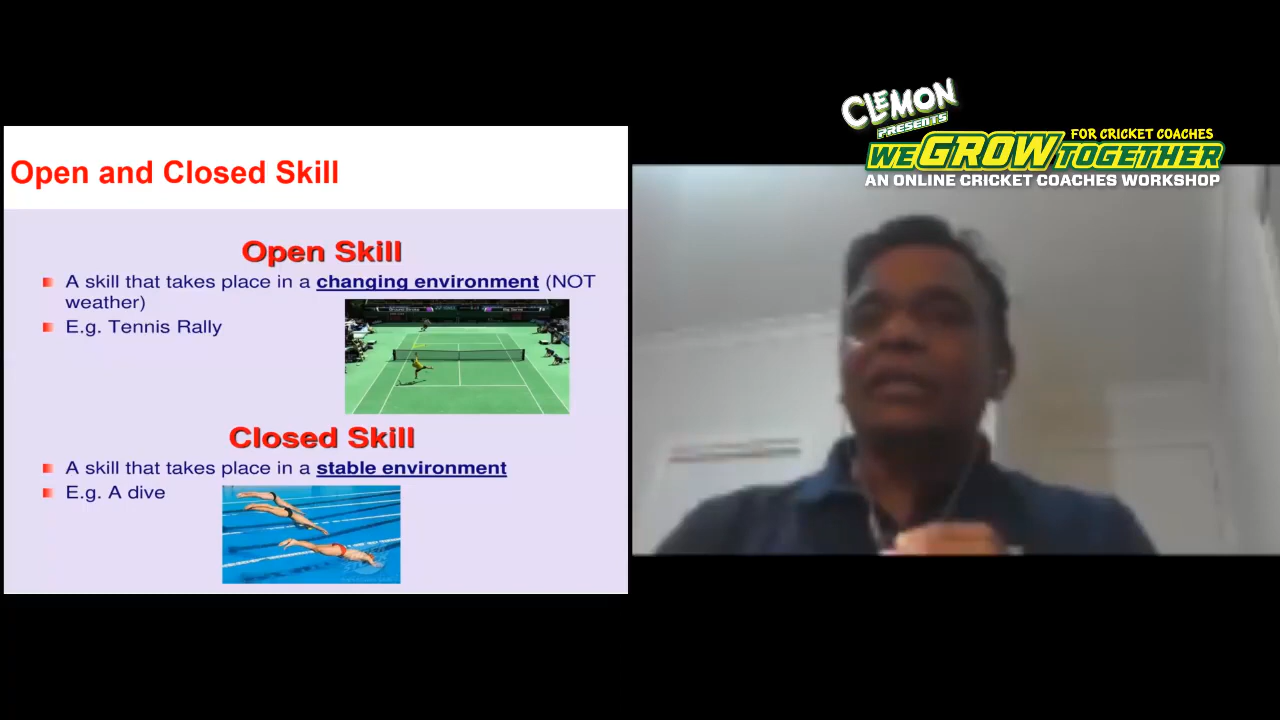 CLEMON
PRESENTS
FOR CRICKET COACHES
WE GROW TOGETHER
AN ONLINE CRICKET COACHES WORKSHOP
Open and Closed Skill
Open Skill
A skill that takes place in a changing environment (NOT
weather)
E.g. Tennis Rally
Closed Skill
A skill that takes place in a stable environment
E.g. A dive